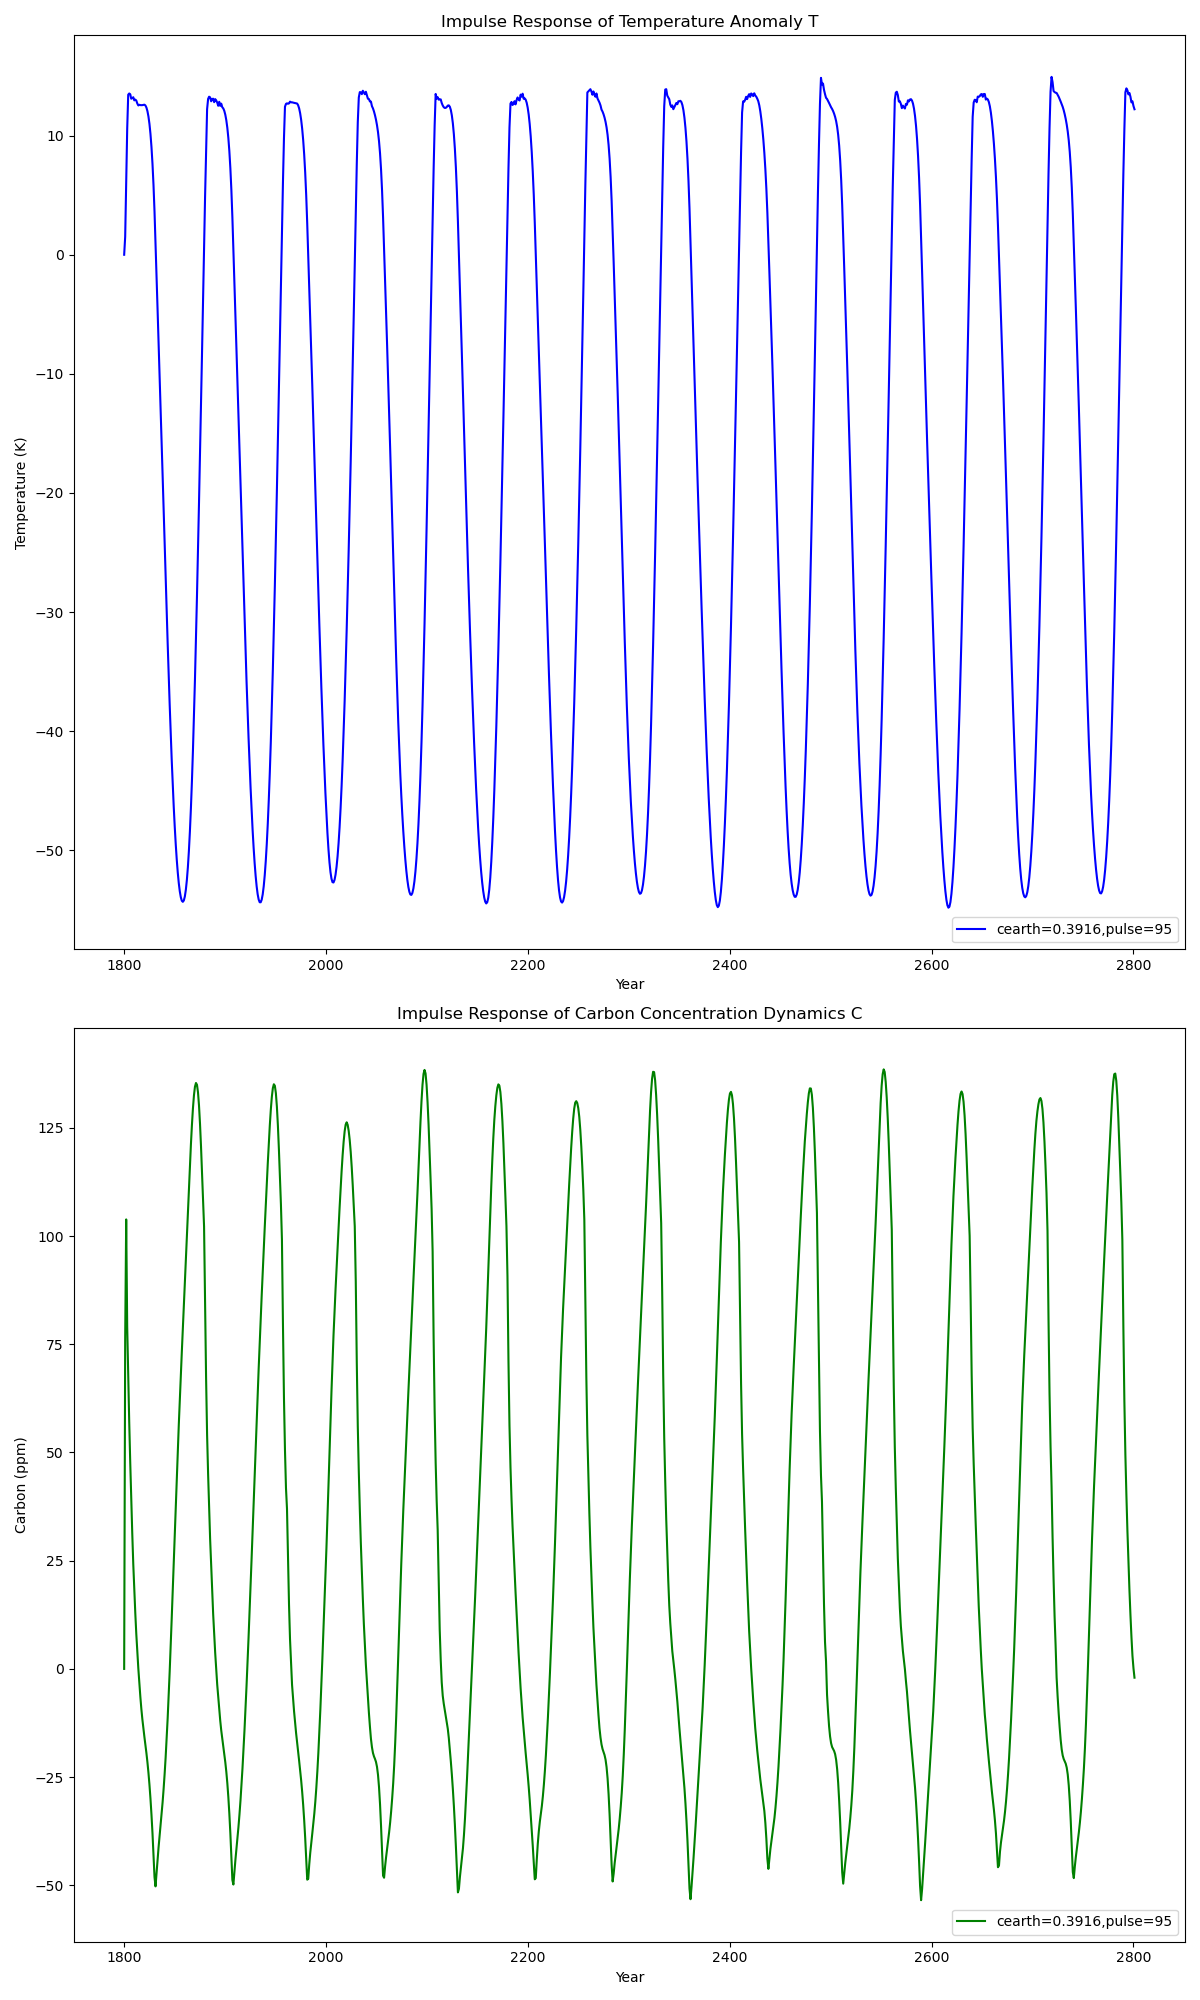 Impulse Response of Temperature Anomaly T
Temperature (K)
10
0
−10
−20
−30
−40
−50
cearth=0.3916,pulse=95
1800 2000 2200 2400 2600 2800
Year
Impulse Response of Carbon Concentration Dynamics C
Carbon (ppm)
125
100
75
50
25
0
−25
−50
cearth=0.3916,pulse=95
1800 2000 2200 2400 2600 2800
Year